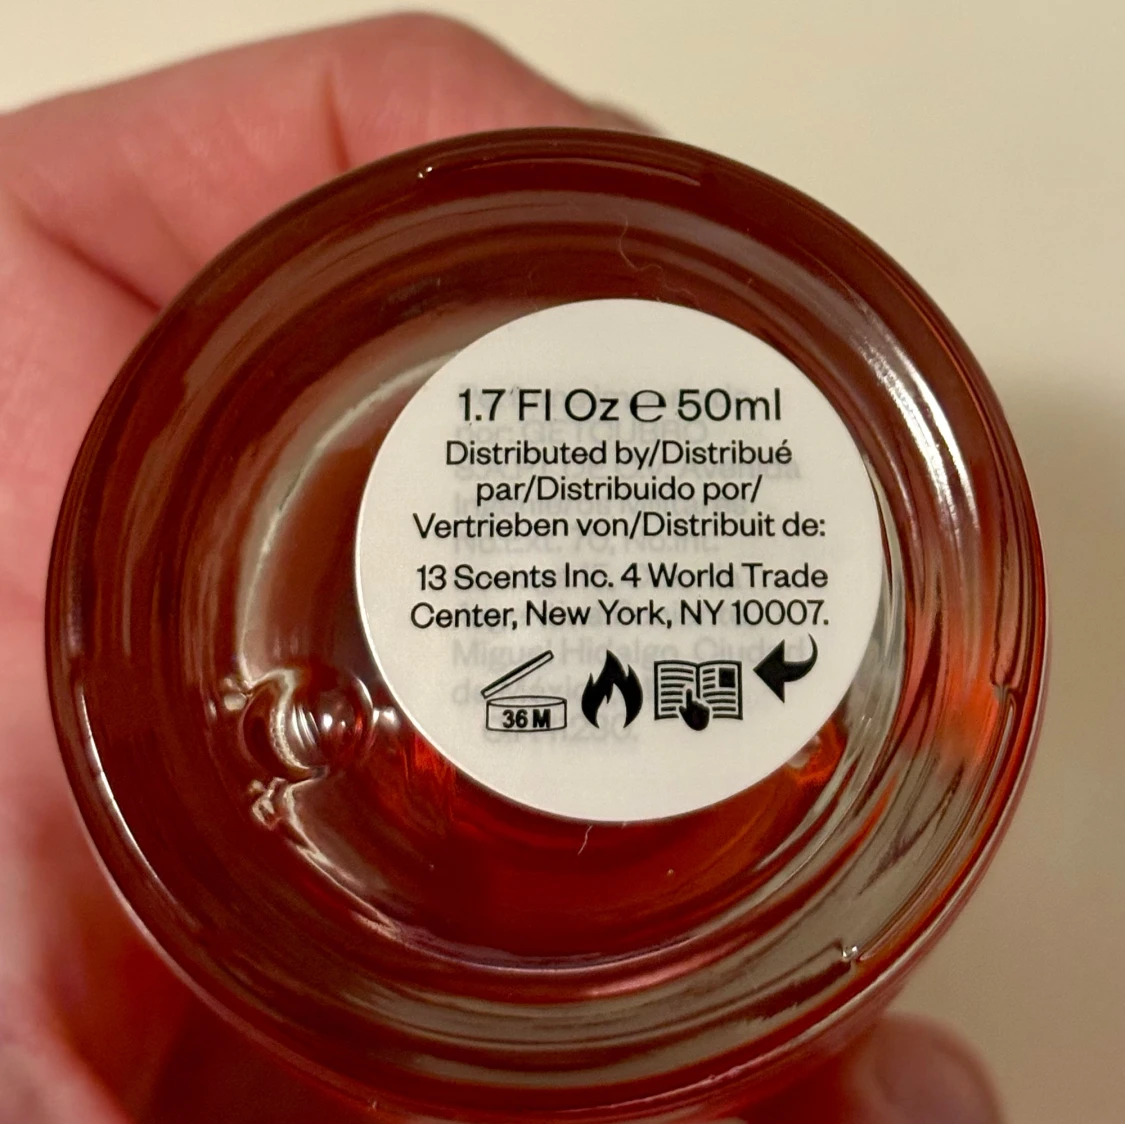 1.7 Fl Oz ℮ 50ml
Distributed by/Distribué
par/Distribuido por/
Vertrieben von/Distribuit de:
13 Scents Inc. 4 World Trade
Center, New York, NY 10007.
36 M